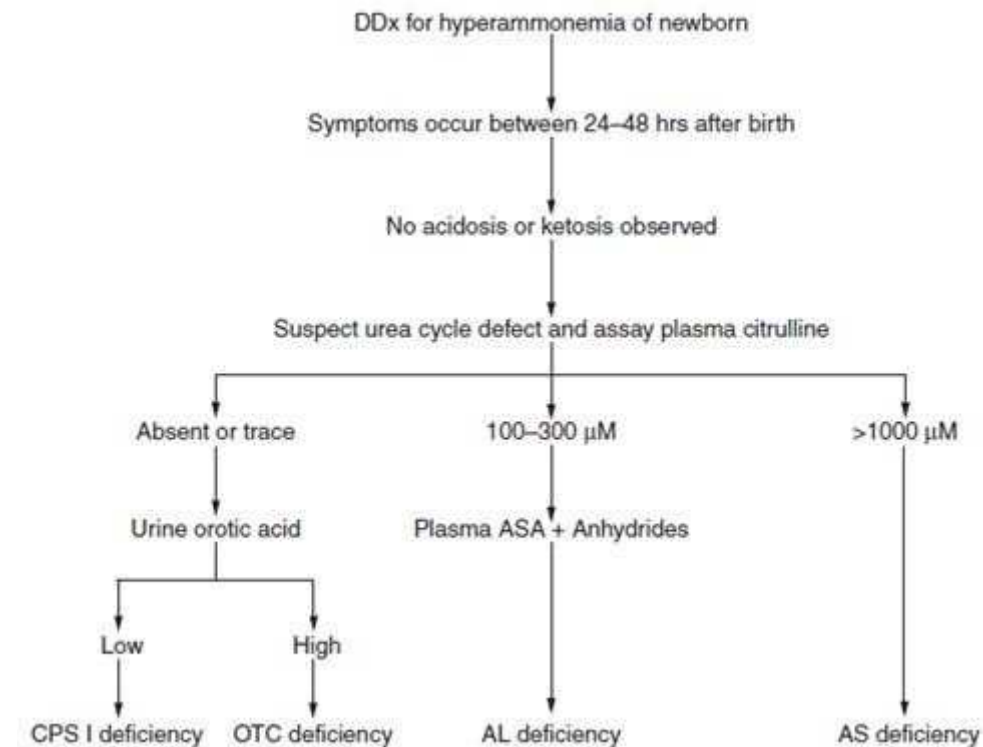 DDx for hyperammonemia of newborn
Symptoms occur between 24–48 hrs after birth
No acidosis or ketosis observed
Suspect urea cycle defect and assay plasma citrulline
Absent or trace
100–300 μM
>1000 μM
Urine orotic acid
Plasma ASA + Anhydrides
Low
High
CPS I deficiency
OTC deficiency
AL deficiency
AS deficiency